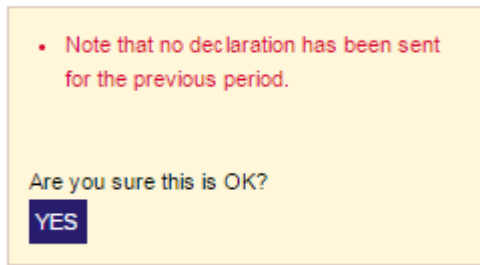 Note that no declaration has been sent
for the previous period.
Are you sure this is OK?
YES